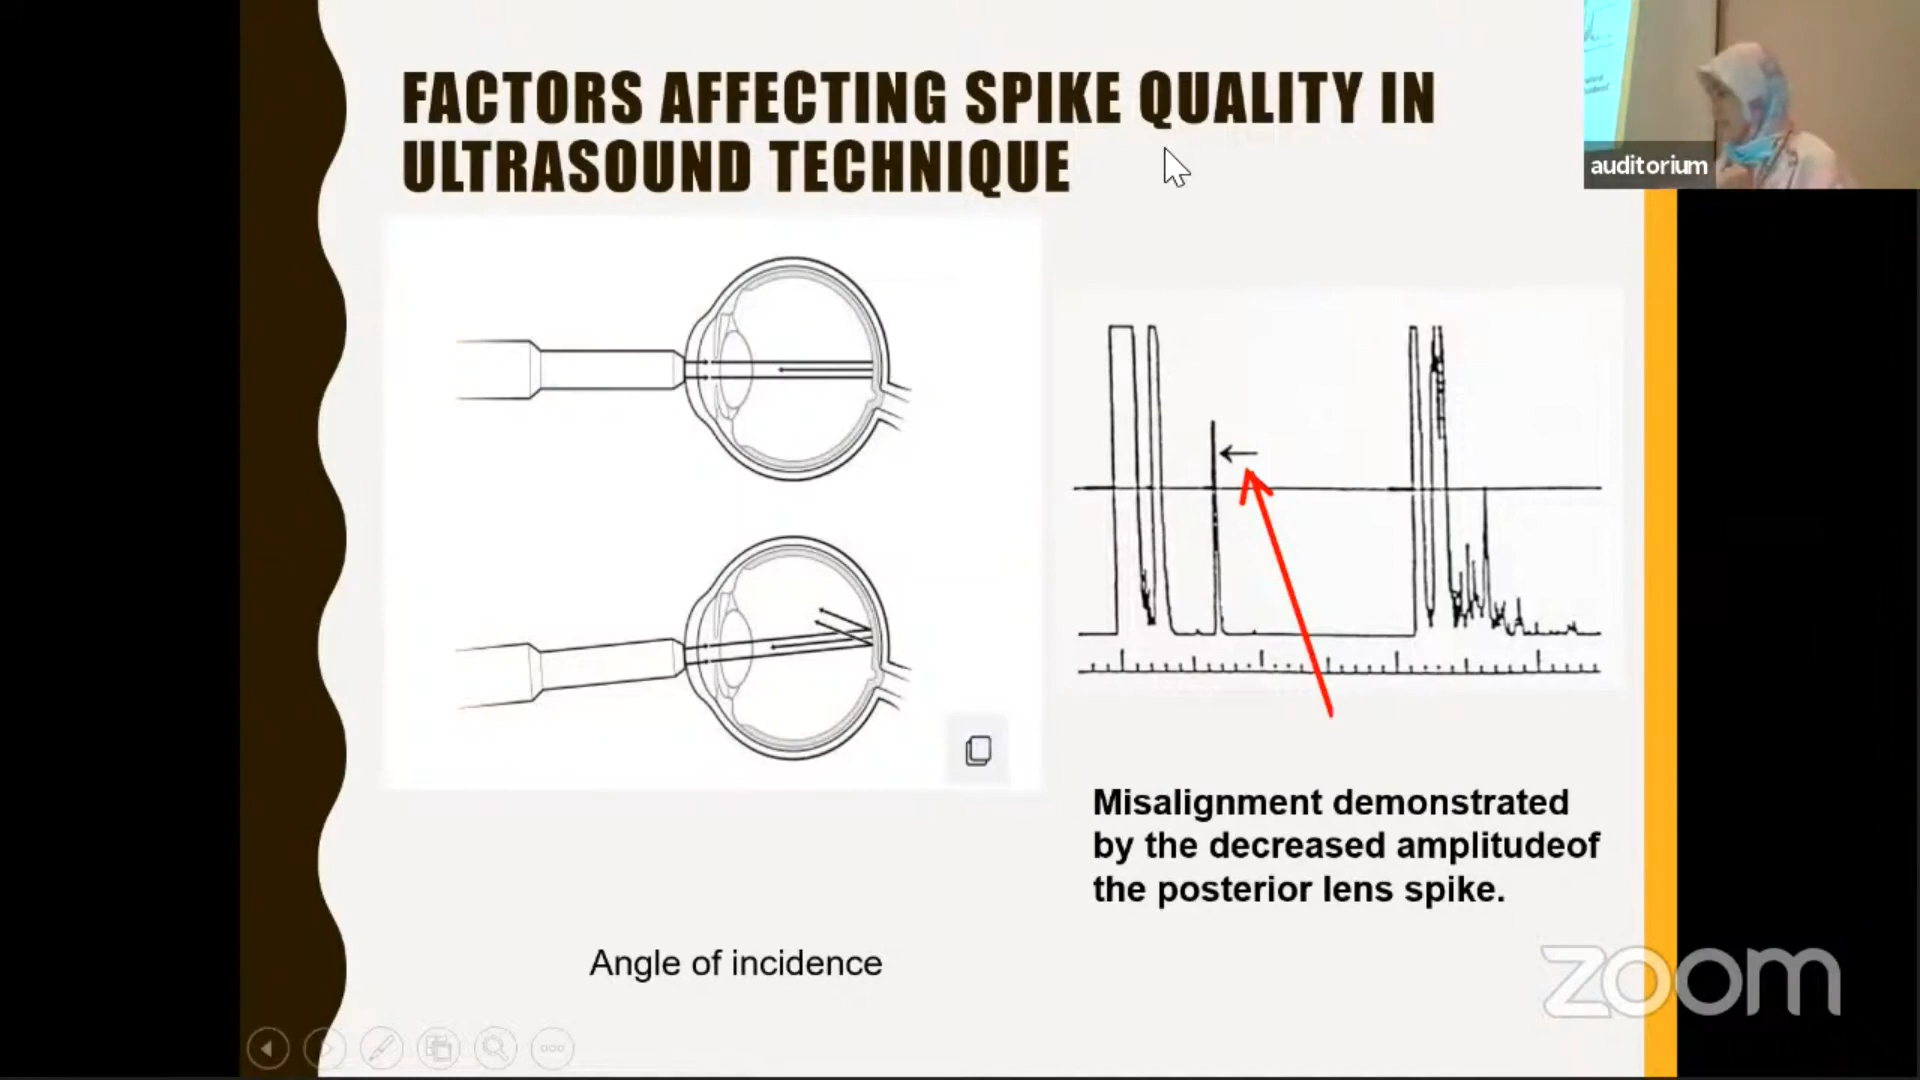 FACTORS AFFECTING SPIKE QUALITY IN
ULTRASOUND TECHNIQUE
auditorium
Misalignment demonstrated
by the decreased amplitudeof
the posterior lens spike.
Angle of incidence
zoom